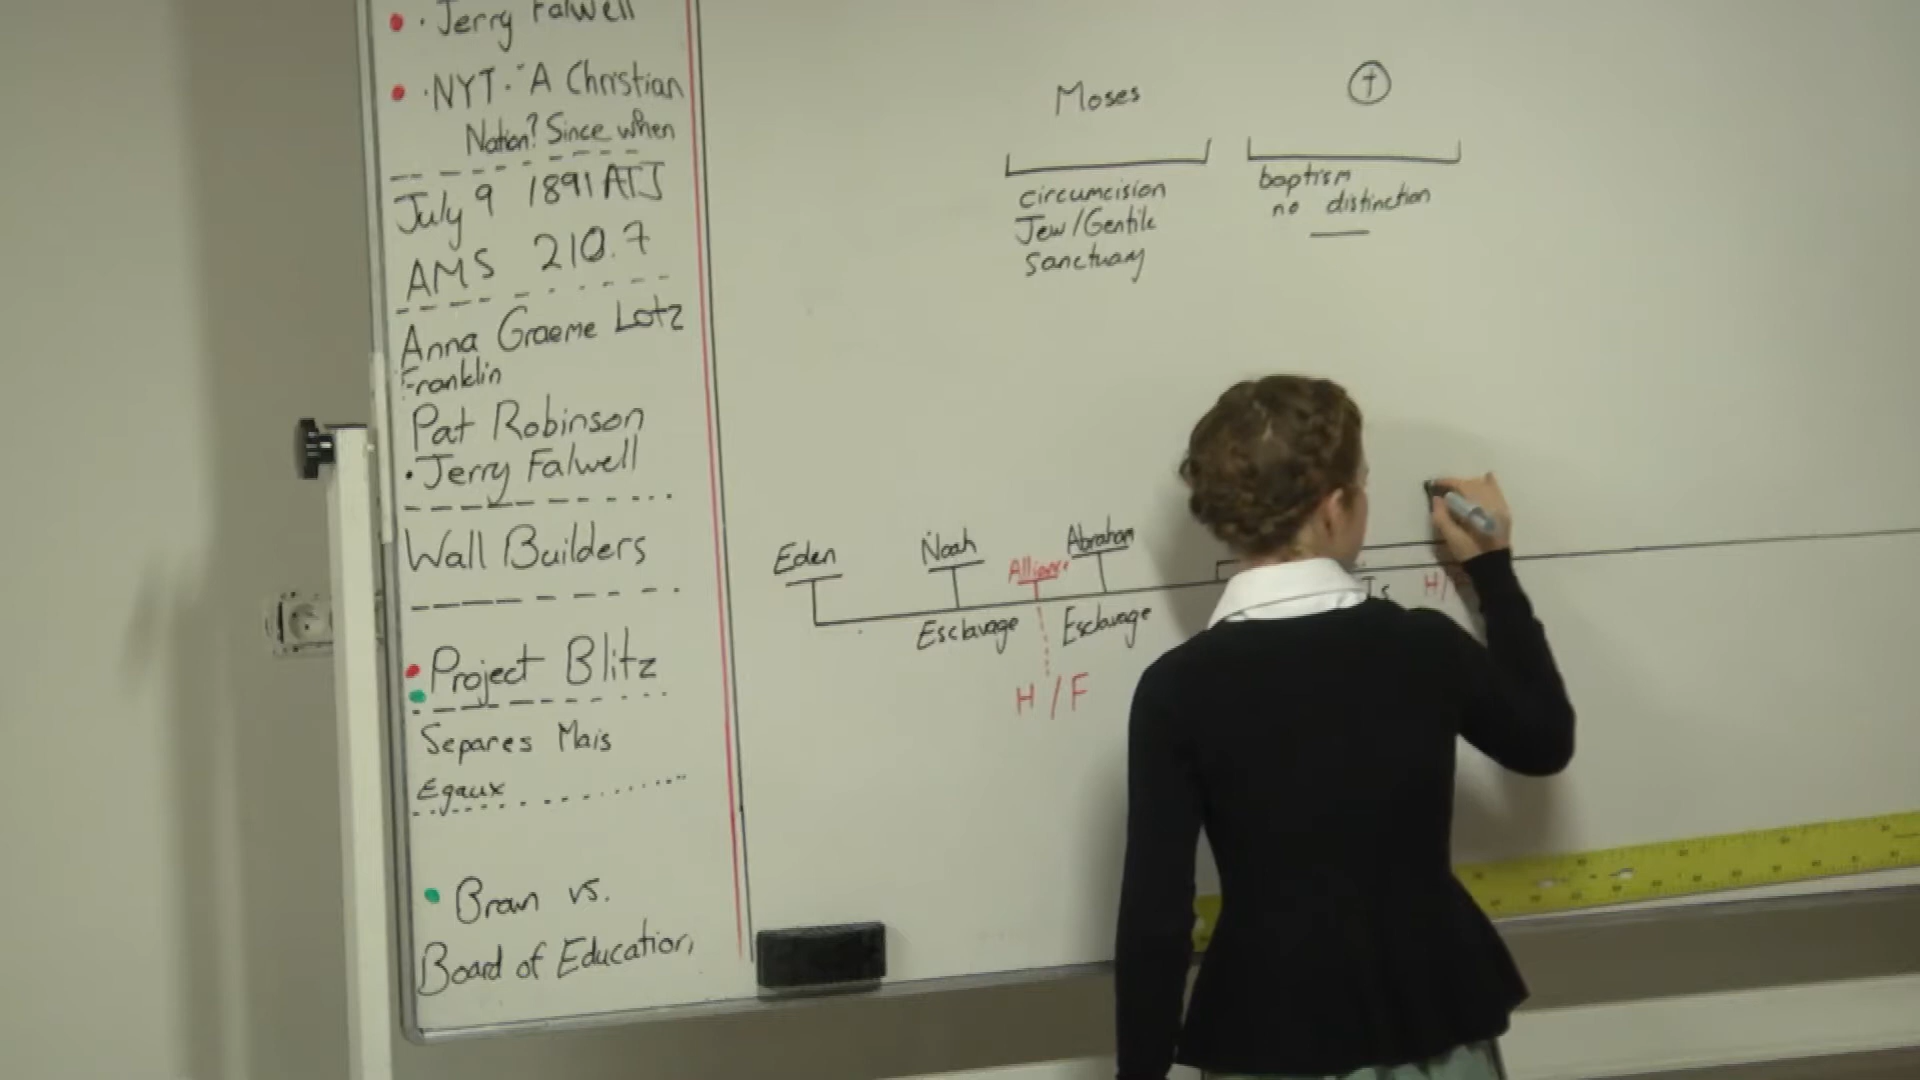 • · Jerry Falwell
• · NYT. "A Christian
Nation? Since when
July 9 1891 ATJ
AMS 210.7
Anna Graeme Lotz
Franklin
Pat Robinson
· Jerry Falwell
Wall Builders
• Project Blitz
Separes Mais
Egaux
• Brown vs.
Board of Education,
Moses
circumcision
Jew/Gentile
Sanctuary
baptism
no distinction
Eden
Noah
Alliance
Abraham
Esclavage
Esclavage
H/F
H/